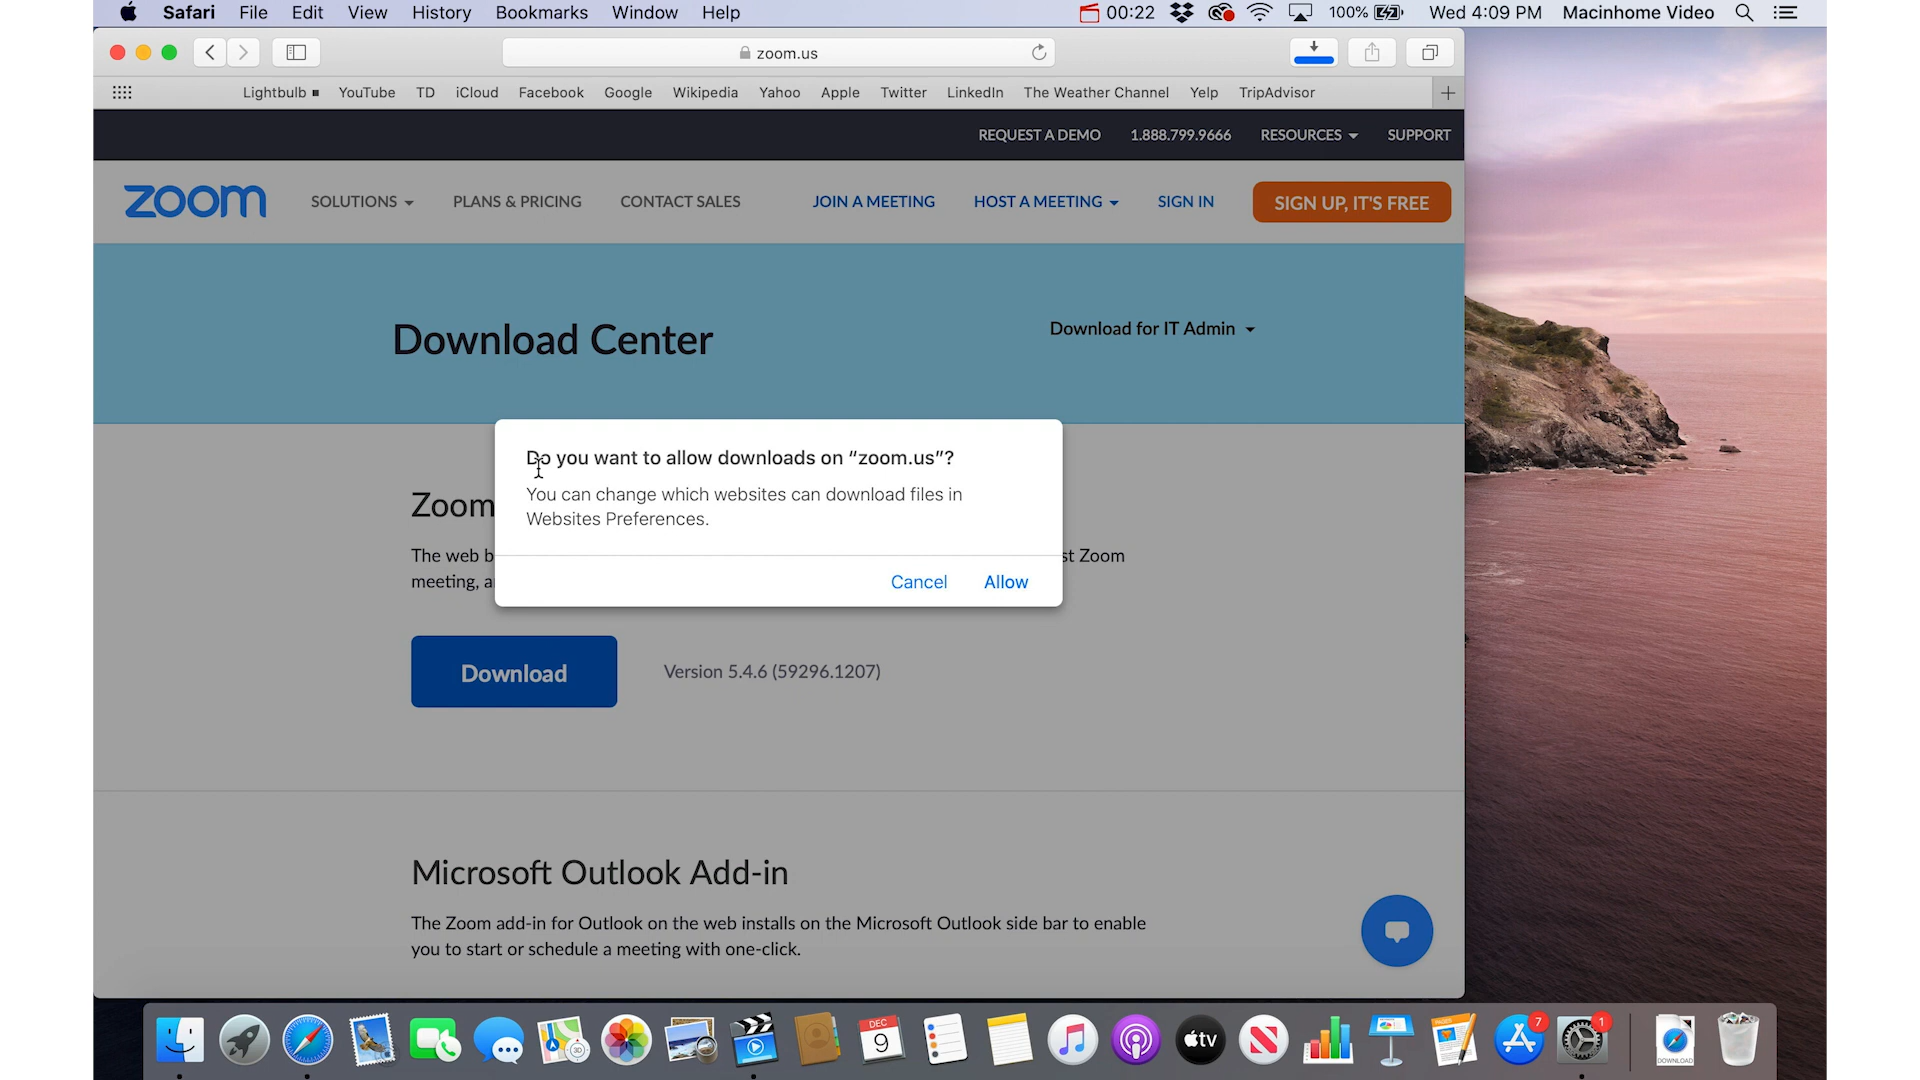 Safari File Edit View History Bookmarks Window Help 00:22 100% Wed 4:09 PM Macinhome Video
zoom.us
Lightbulb YouTube TD iCloud Facebook Google Wikipedia Yahoo Apple Twitter LinkedIn The Weather Channel Yelp TripAdvisor
REQUEST A DEMO 1.888.799.9666 RESOURCES SUPPORT
zoom SOLUTIONS PLANS & PRICING CONTACT SALES JOIN A MEETING HOST A MEETING SIGN IN SIGN UP, IT'S FREE
Download Center
Download for IT Admin
Do you want to allow downloads on “zoom.us”?
You can change which websites can download files in
Websites Preferences.
Cancel Allow
Zoom
The web b
st Zoom
meeting, a
Download Version 5.4.6 (59296.1207)
Microsoft Outlook Add-in
The Zoom add-in for Outlook on the web installs on the Microsoft Outlook side bar to enable
you to start or schedule a meeting with one-click.
3D
DEC
9
tv
PAGES
7
1
DOWNLOAD